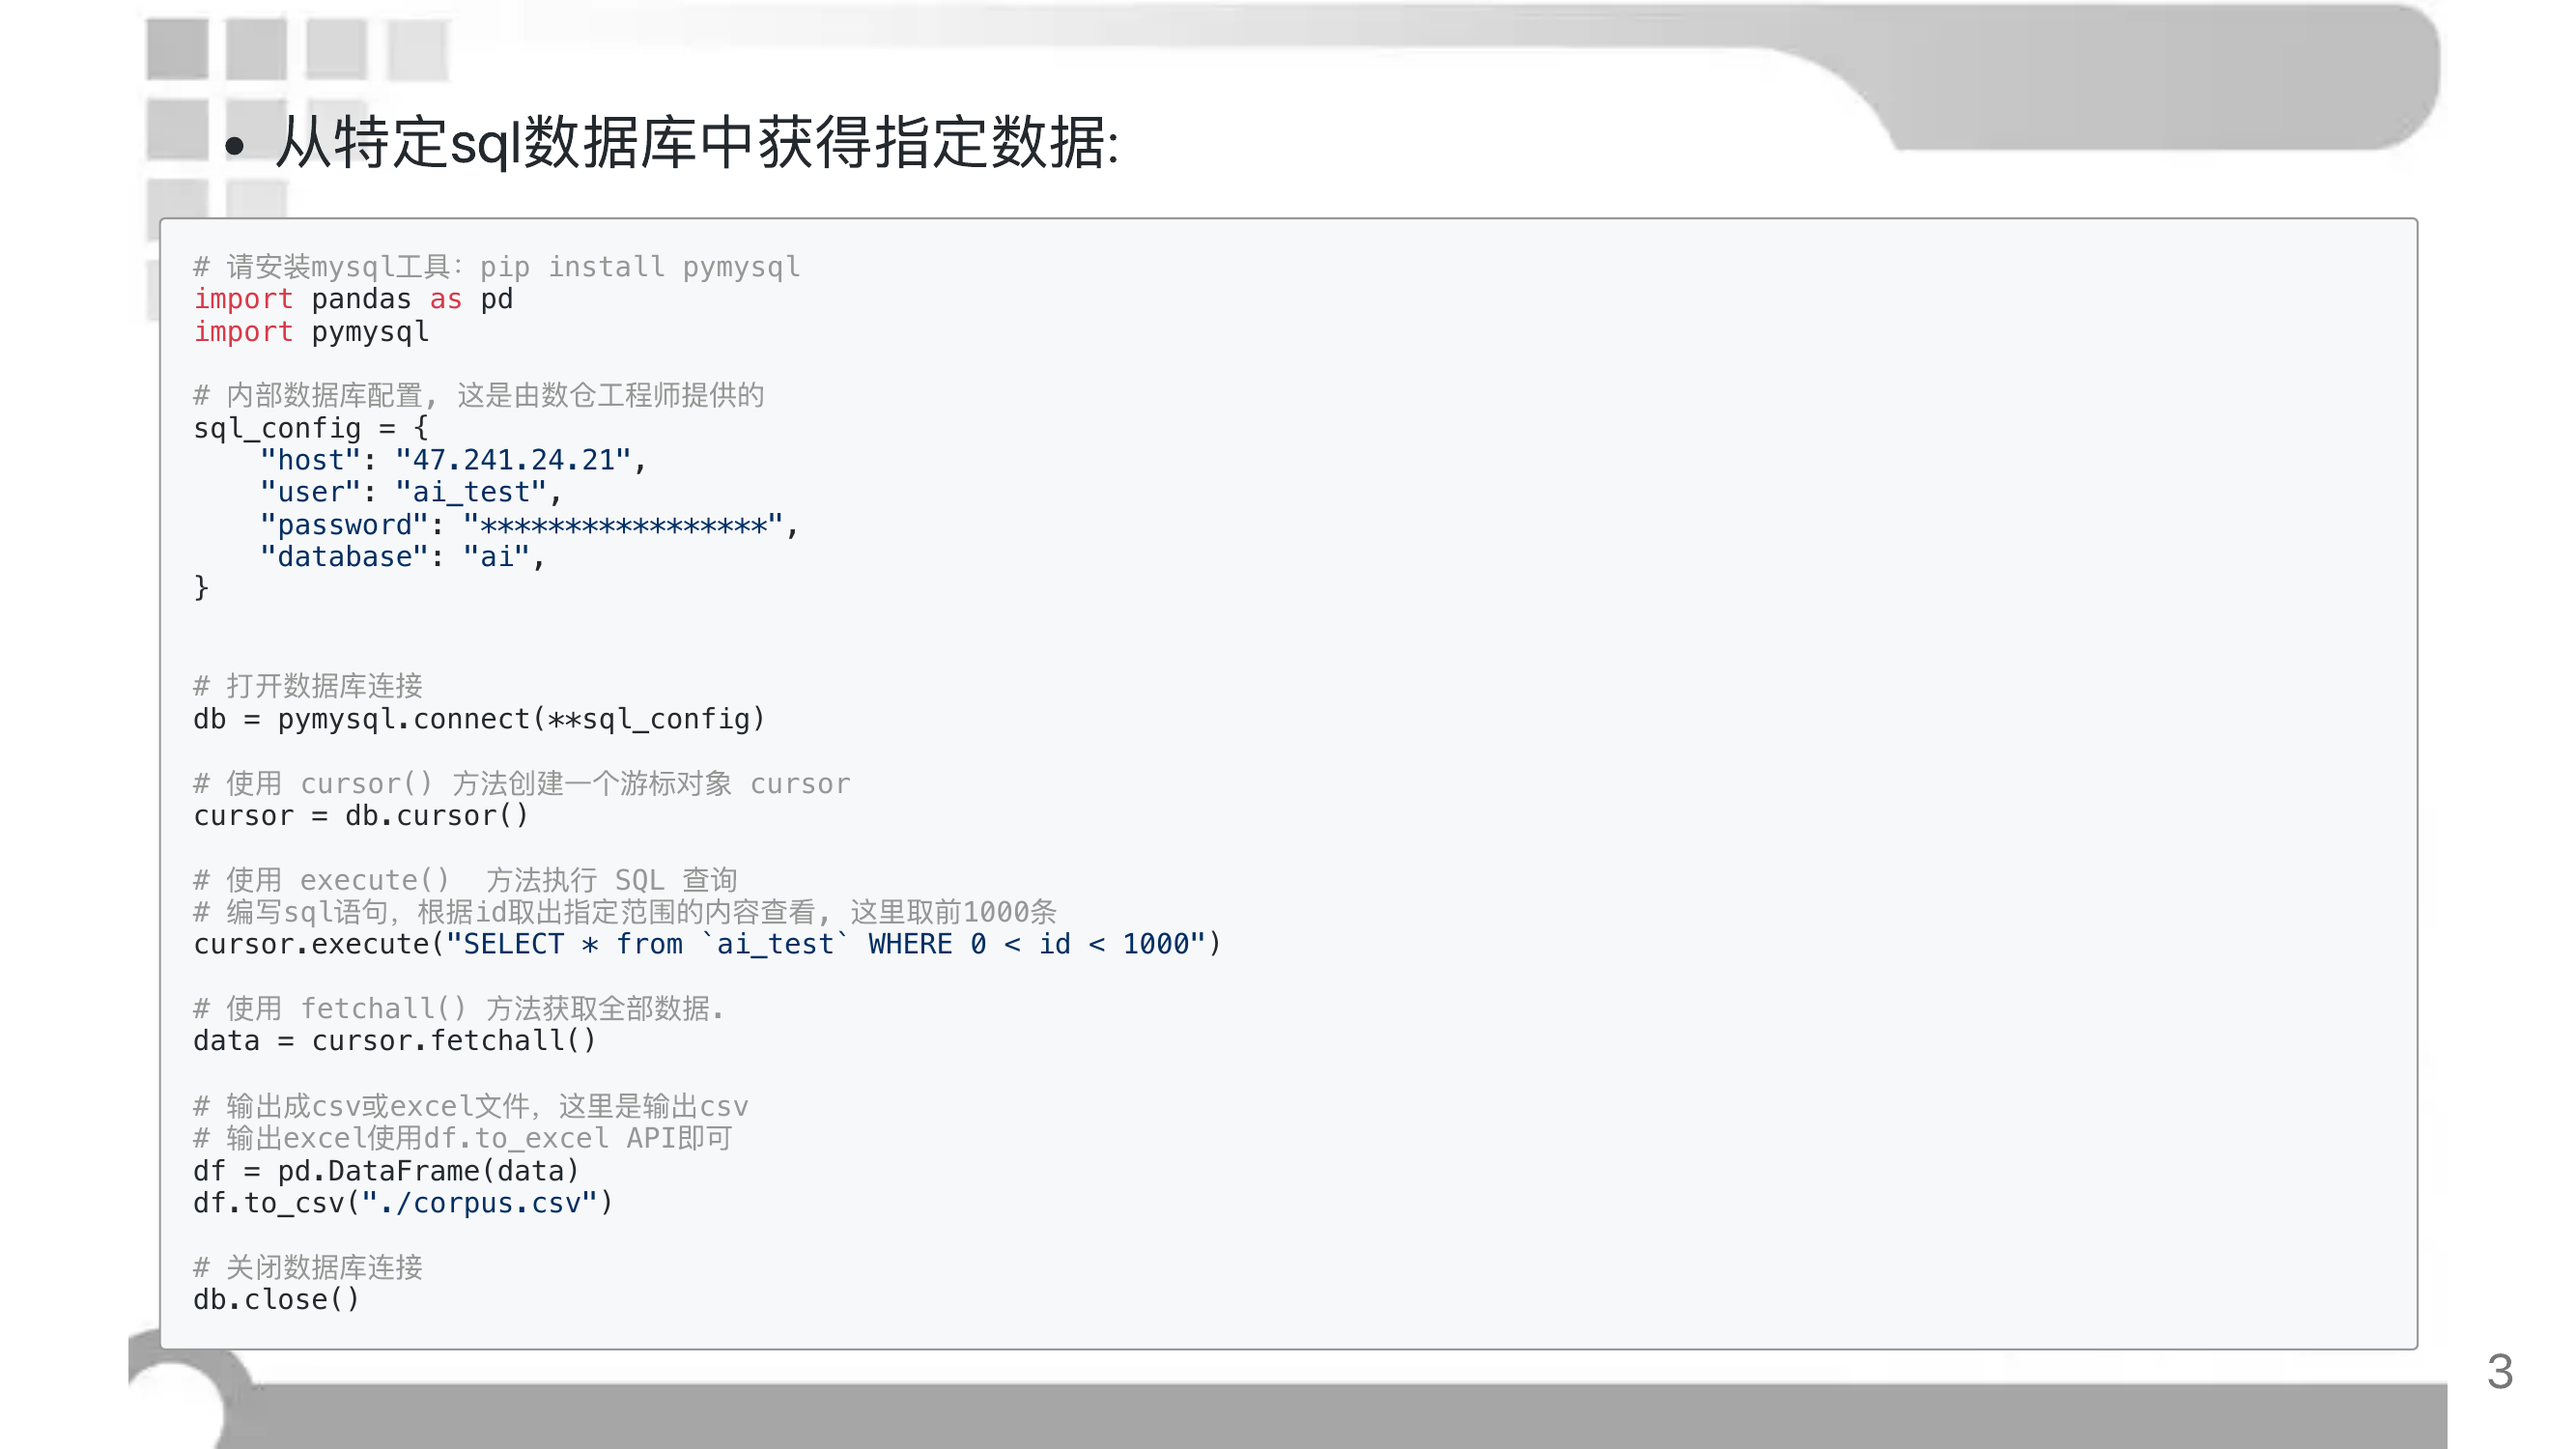 • 从特定sql数据库中获得指定数据:
# 请安装mysql工具: pip install pymysql
import pandas as pd
import pymysql

# 内部数据库配置, 这是由数仓工程师提供的
sql_config = {
    "host": "47.241.24.21",
    "user": "ai_test",
    "password": "*****************",
    "database": "ai",
}

# 打开数据库连接
db = pymysql.connect(**sql_config)

# 使用 cursor() 方法创建一个游标对象 cursor
cursor = db.cursor()

# 使用 execute()  方法执行 SQL 查询
# 编写sql语句，根据id取出指定范围的内容查看, 这里取前1000条
cursor.execute("SELECT * from `ai_test` WHERE 0 < id < 1000")

# 使用 fetchall() 方法获取全部数据.
data = cursor.fetchall()

# 输出成csv或excel文件，这里是输出csv
# 输出excel使用df.to_excel API即可
df = pd.DataFrame(data)
df.to_csv("./corpus.csv")

# 关闭数据库连接
db.close()
3